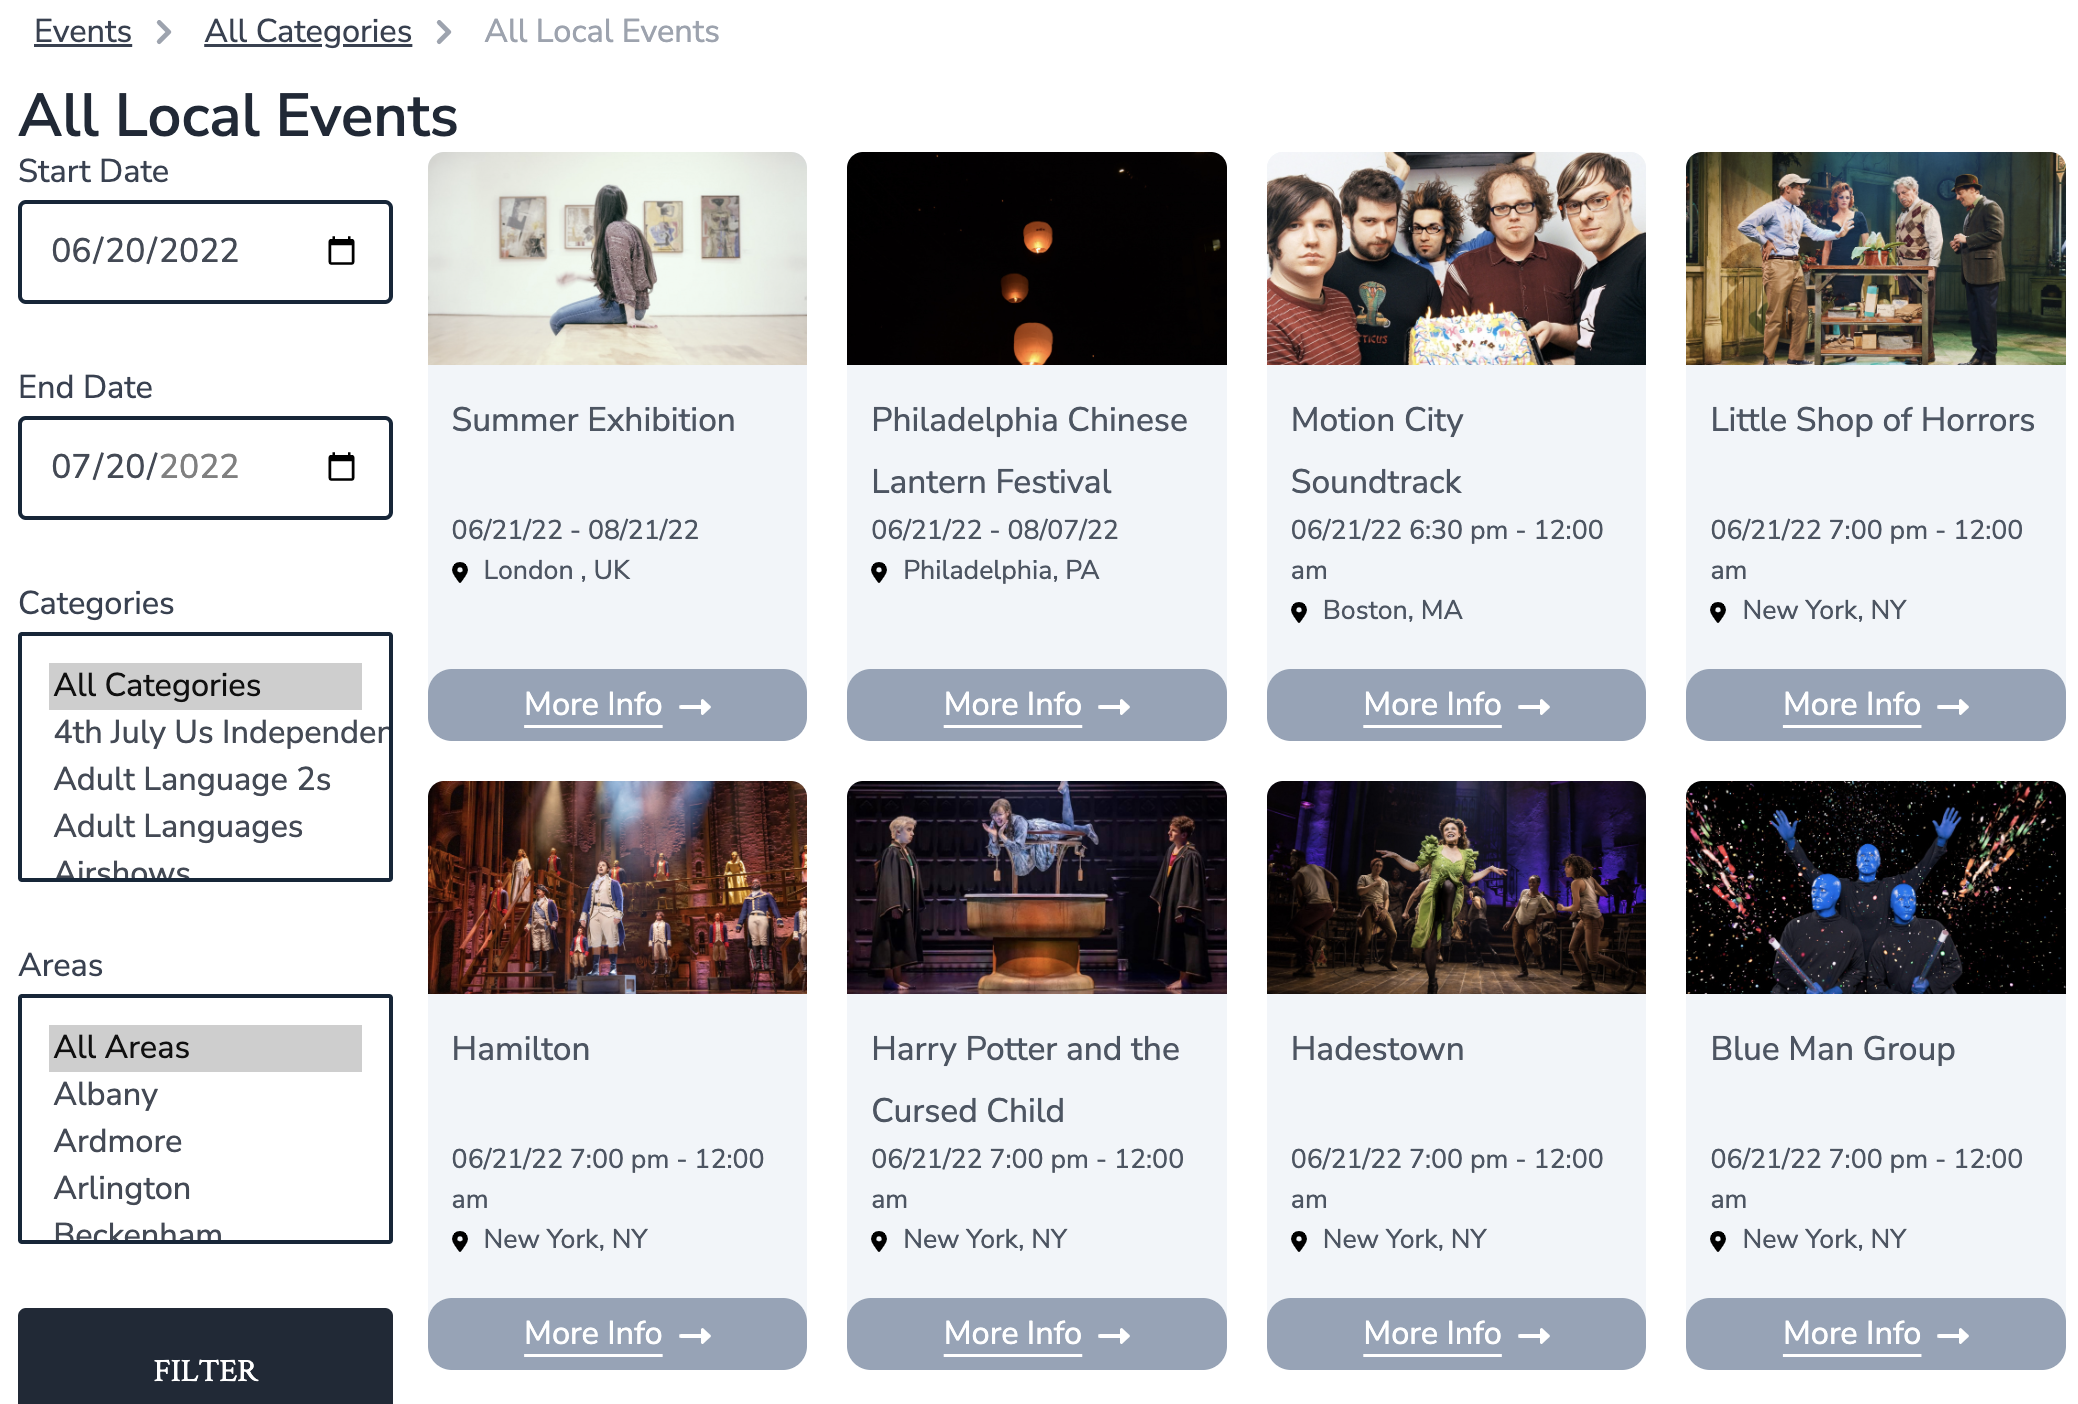 Events > All Categories > All Local Events
All Local Events
Start Date
06/20/2022
End Date
07/20/2022
Categories
All Categories
4th July Us Independen
Adult Language 2s
Adult Languages
Airshows
Areas
All Areas
Albany
Ardmore
Arlington
Beckenham
FILTER
Summer Exhibition
06/21/22 - 08/21/22
London , UK
More Info →
Philadelphia Chinese
Lantern Festival
06/21/22 - 08/07/22
Philadelphia, PA
More Info →
Motion City
Soundtrack
06/21/22 6:30 pm - 12:00
am
Boston, MA
More Info →
Little Shop of Horrors
06/21/22 7:00 pm - 12:00
am
New York, NY
More Info →
Hamilton
06/21/22 7:00 pm - 12:00
am
New York, NY
More Info →
Harry Potter and the
Cursed Child
06/21/22 7:00 pm - 12:00
am
New York, NY
More Info →
Hadestown
06/21/22 7:00 pm - 12:00
am
New York, NY
More Info →
Blue Man Group
06/21/22 7:00 pm - 12:00
am
New York, NY
More Info →